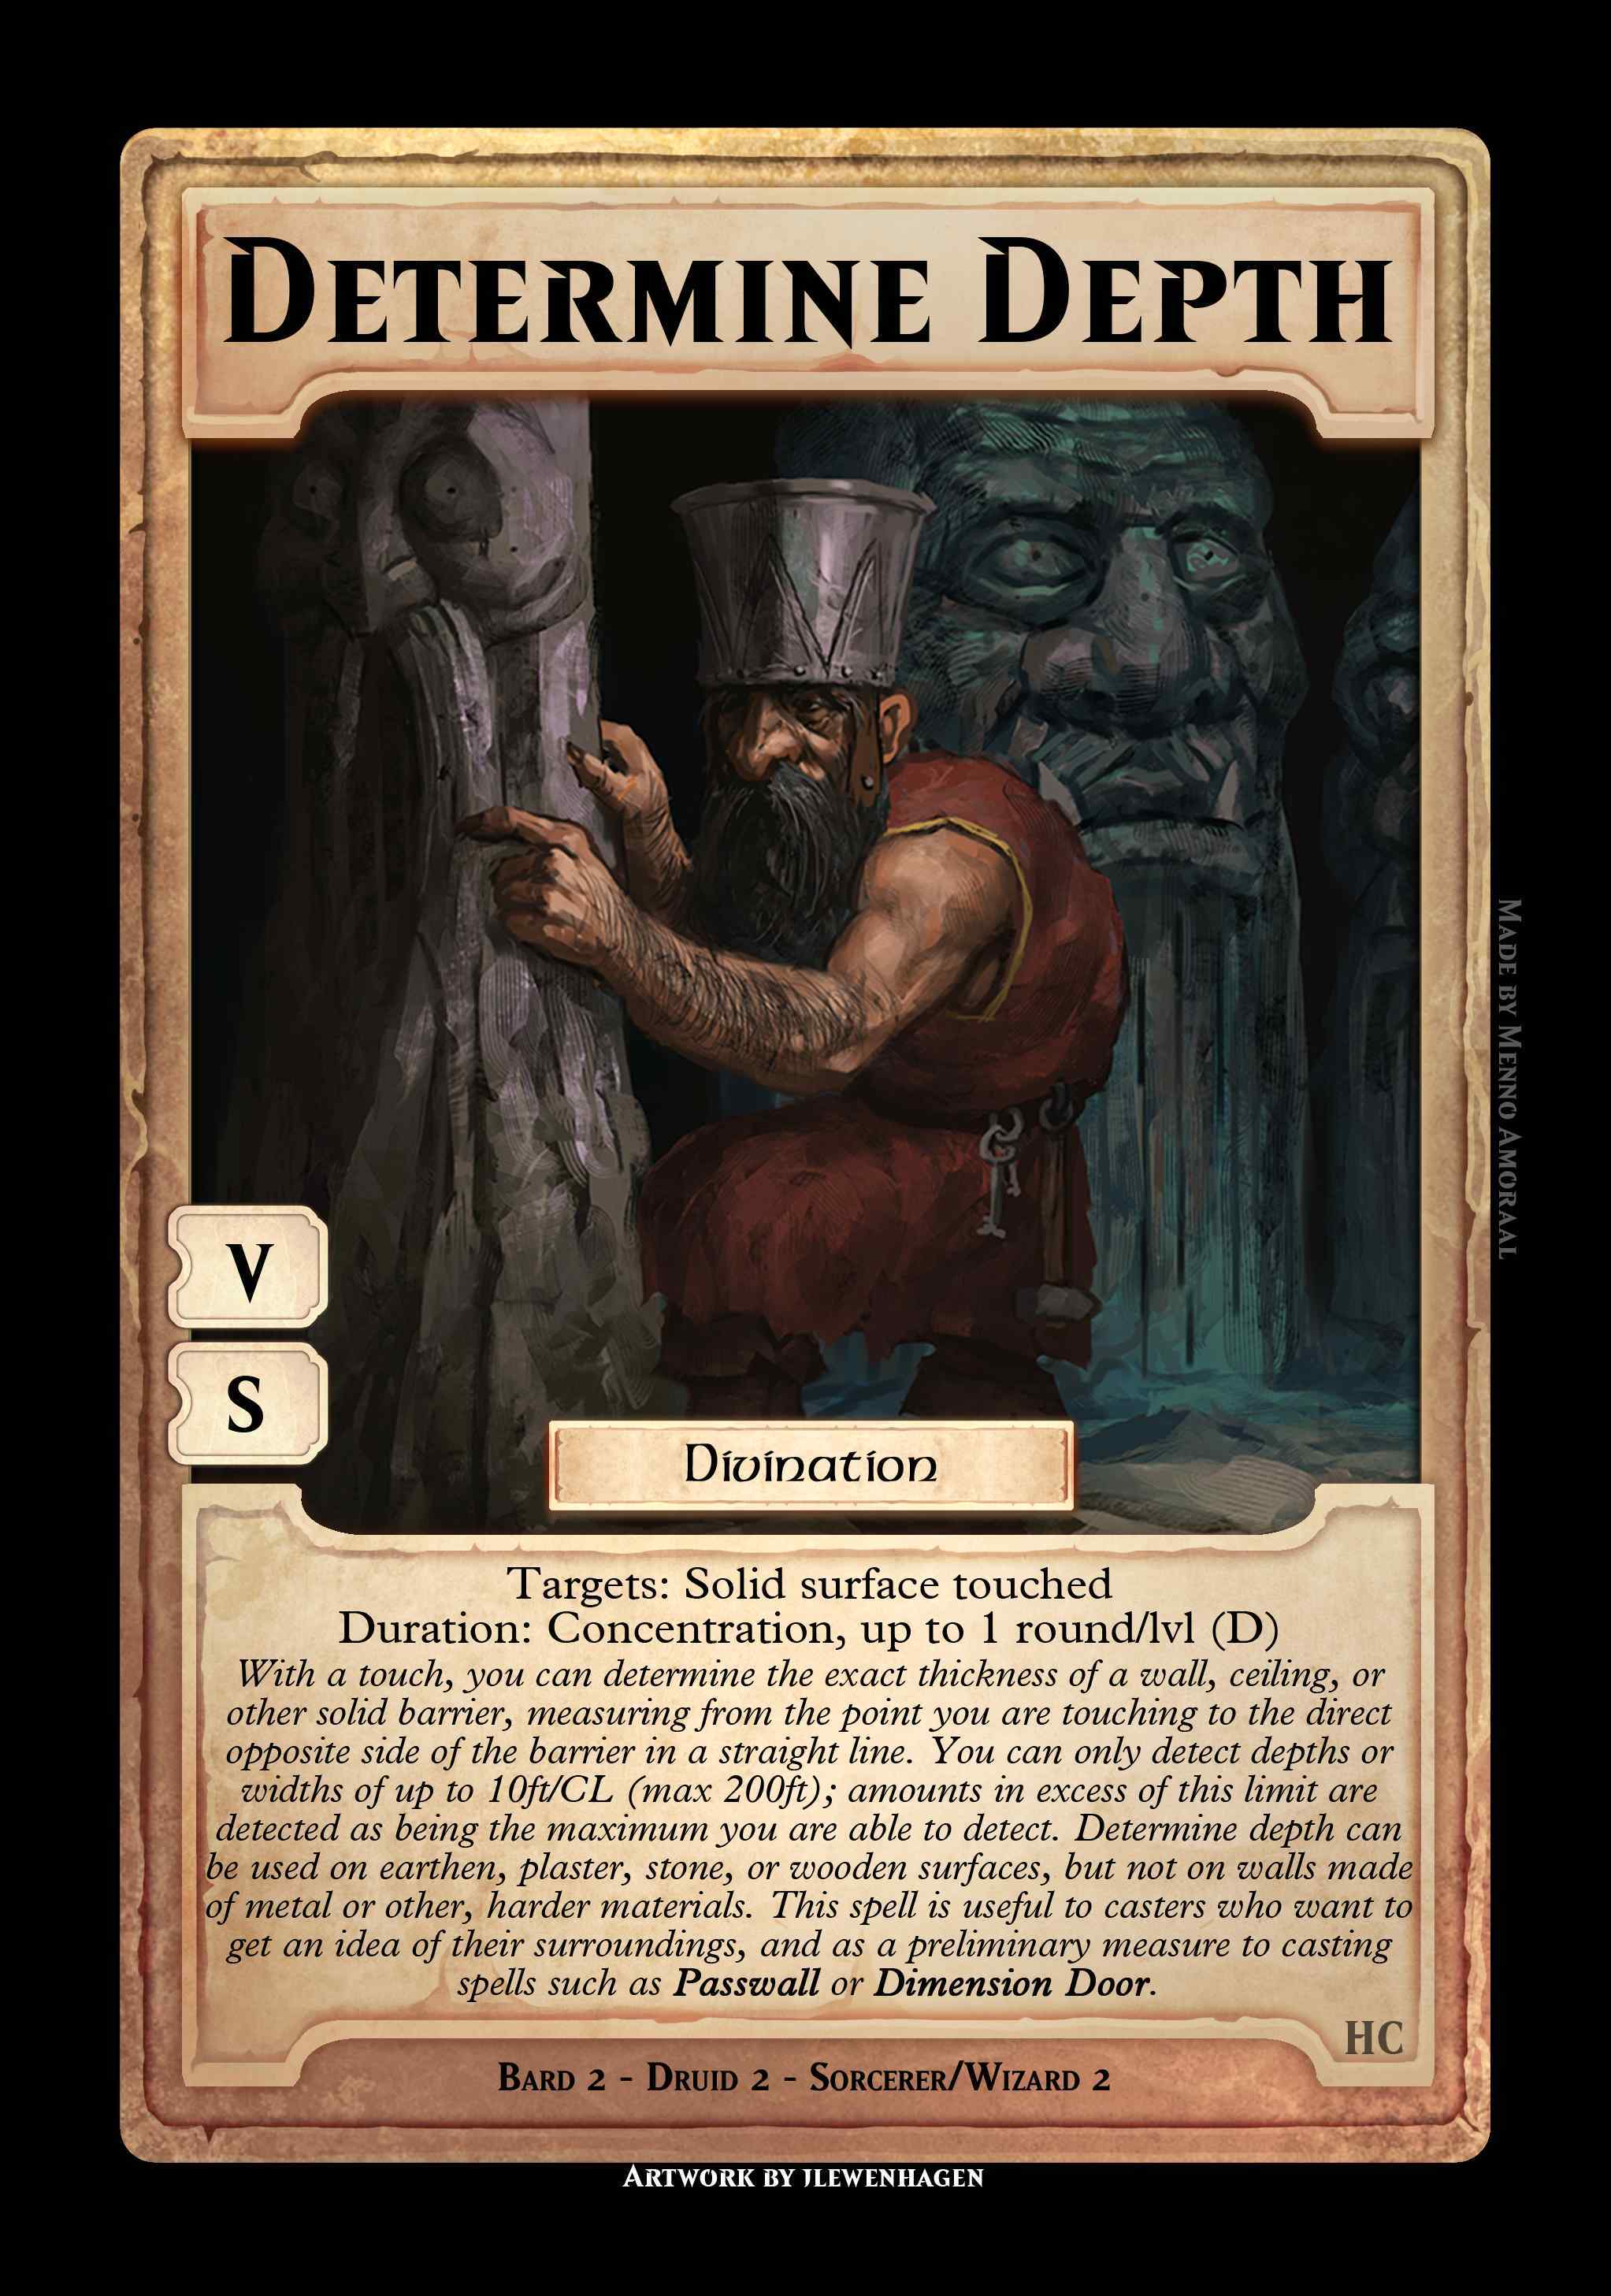 Determine Depth
V
S
Divination
Targets: Solid surface touched
Duration: Concentration, up to 1 round/lvl (D)
With a touch, you can determine the exact thickness of a wall, ceiling, or
other solid barrier, measuring from the point you are touching to the direct
opposite side of the barrier in a straight line. You can only detect depths or
widths of up to 10ft/CL (max 200ft); amounts in excess of this limit are
detected as being the maximum you are able to detect. Determine depth can
be used on earthen, plaster, stone, or wooden surfaces, but not on walls made
of metal or other, harder materials. This spell is useful to casters who want to
get an idea of their surroundings, and as a preliminary measure to casting
spells such as Passwall or Dimension Door.
HC
Bard 2 - Druid 2 - Sorcerer/Wizard 2
Artwork by jlewenhagen
Made by Menno Amoraal